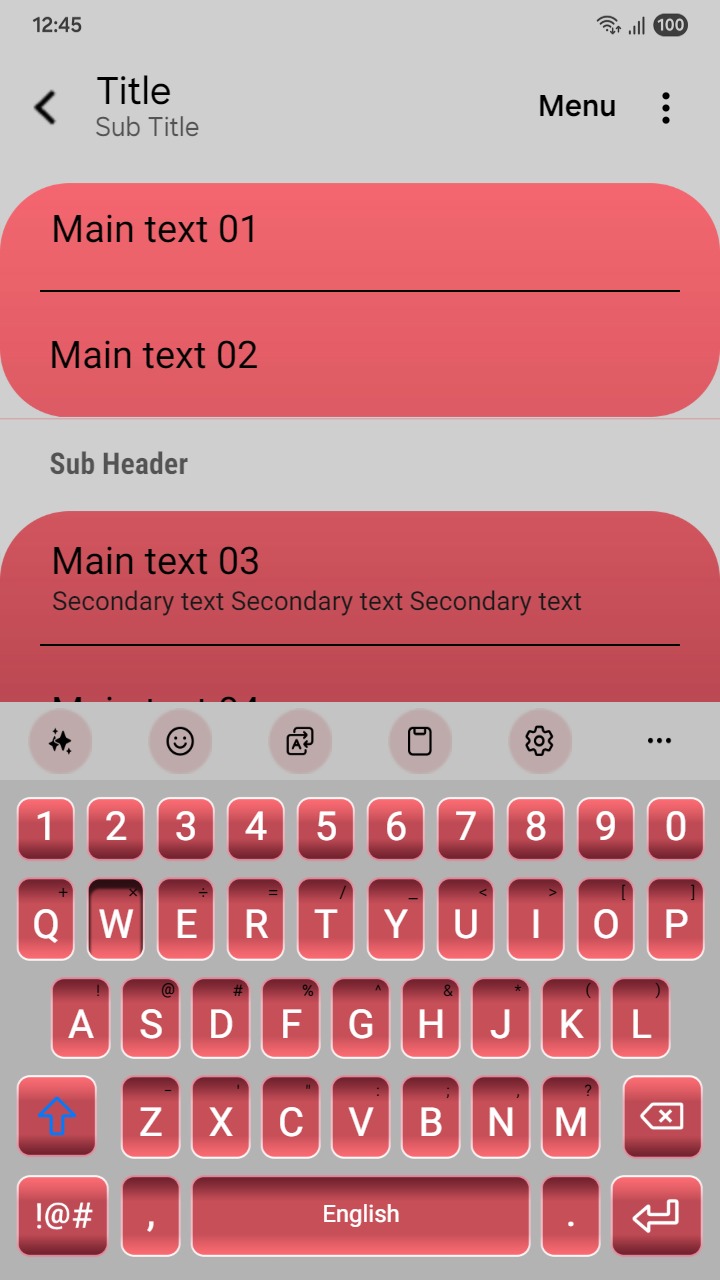 12:45
100
Title
Sub Title
Menu
Main text 01
Main text 02
Sub Header
Main text 03
Secondary text Secondary text Secondary text
1 2 3 4 5 6 7 8 9 0
+ × ÷ = / _ < > [ ]
Q W E R T Y U I O P
! @ # % ^ & * ( )
A S D F G H J K L
- ' " : ; , ?
Z X C V B N M
!@# , English .